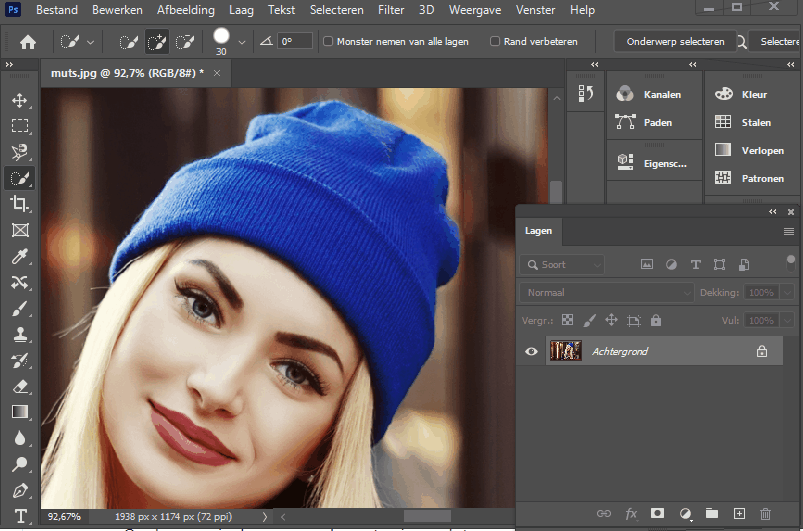 Ps Bestand Bewerken Afbeelding Laag Tekst Selecteren Filter 3D Weergave Venster Help
30 0° Monster nemen van alle lagen Rand verbeteren Onderwerp selecteren Selectere
muts.jpg @ 92,7% (RGB/8#) * ×
Kanalen
Paden
Eigensc...
Kleur
Stalen
Verlopen
Patronen
Lagen
Soort
Normaal Dekking: 100%
Vergr.: Vul: 100%
Achtergrond
fx
92,67% 1938 px x 1174 px (72 ppi)